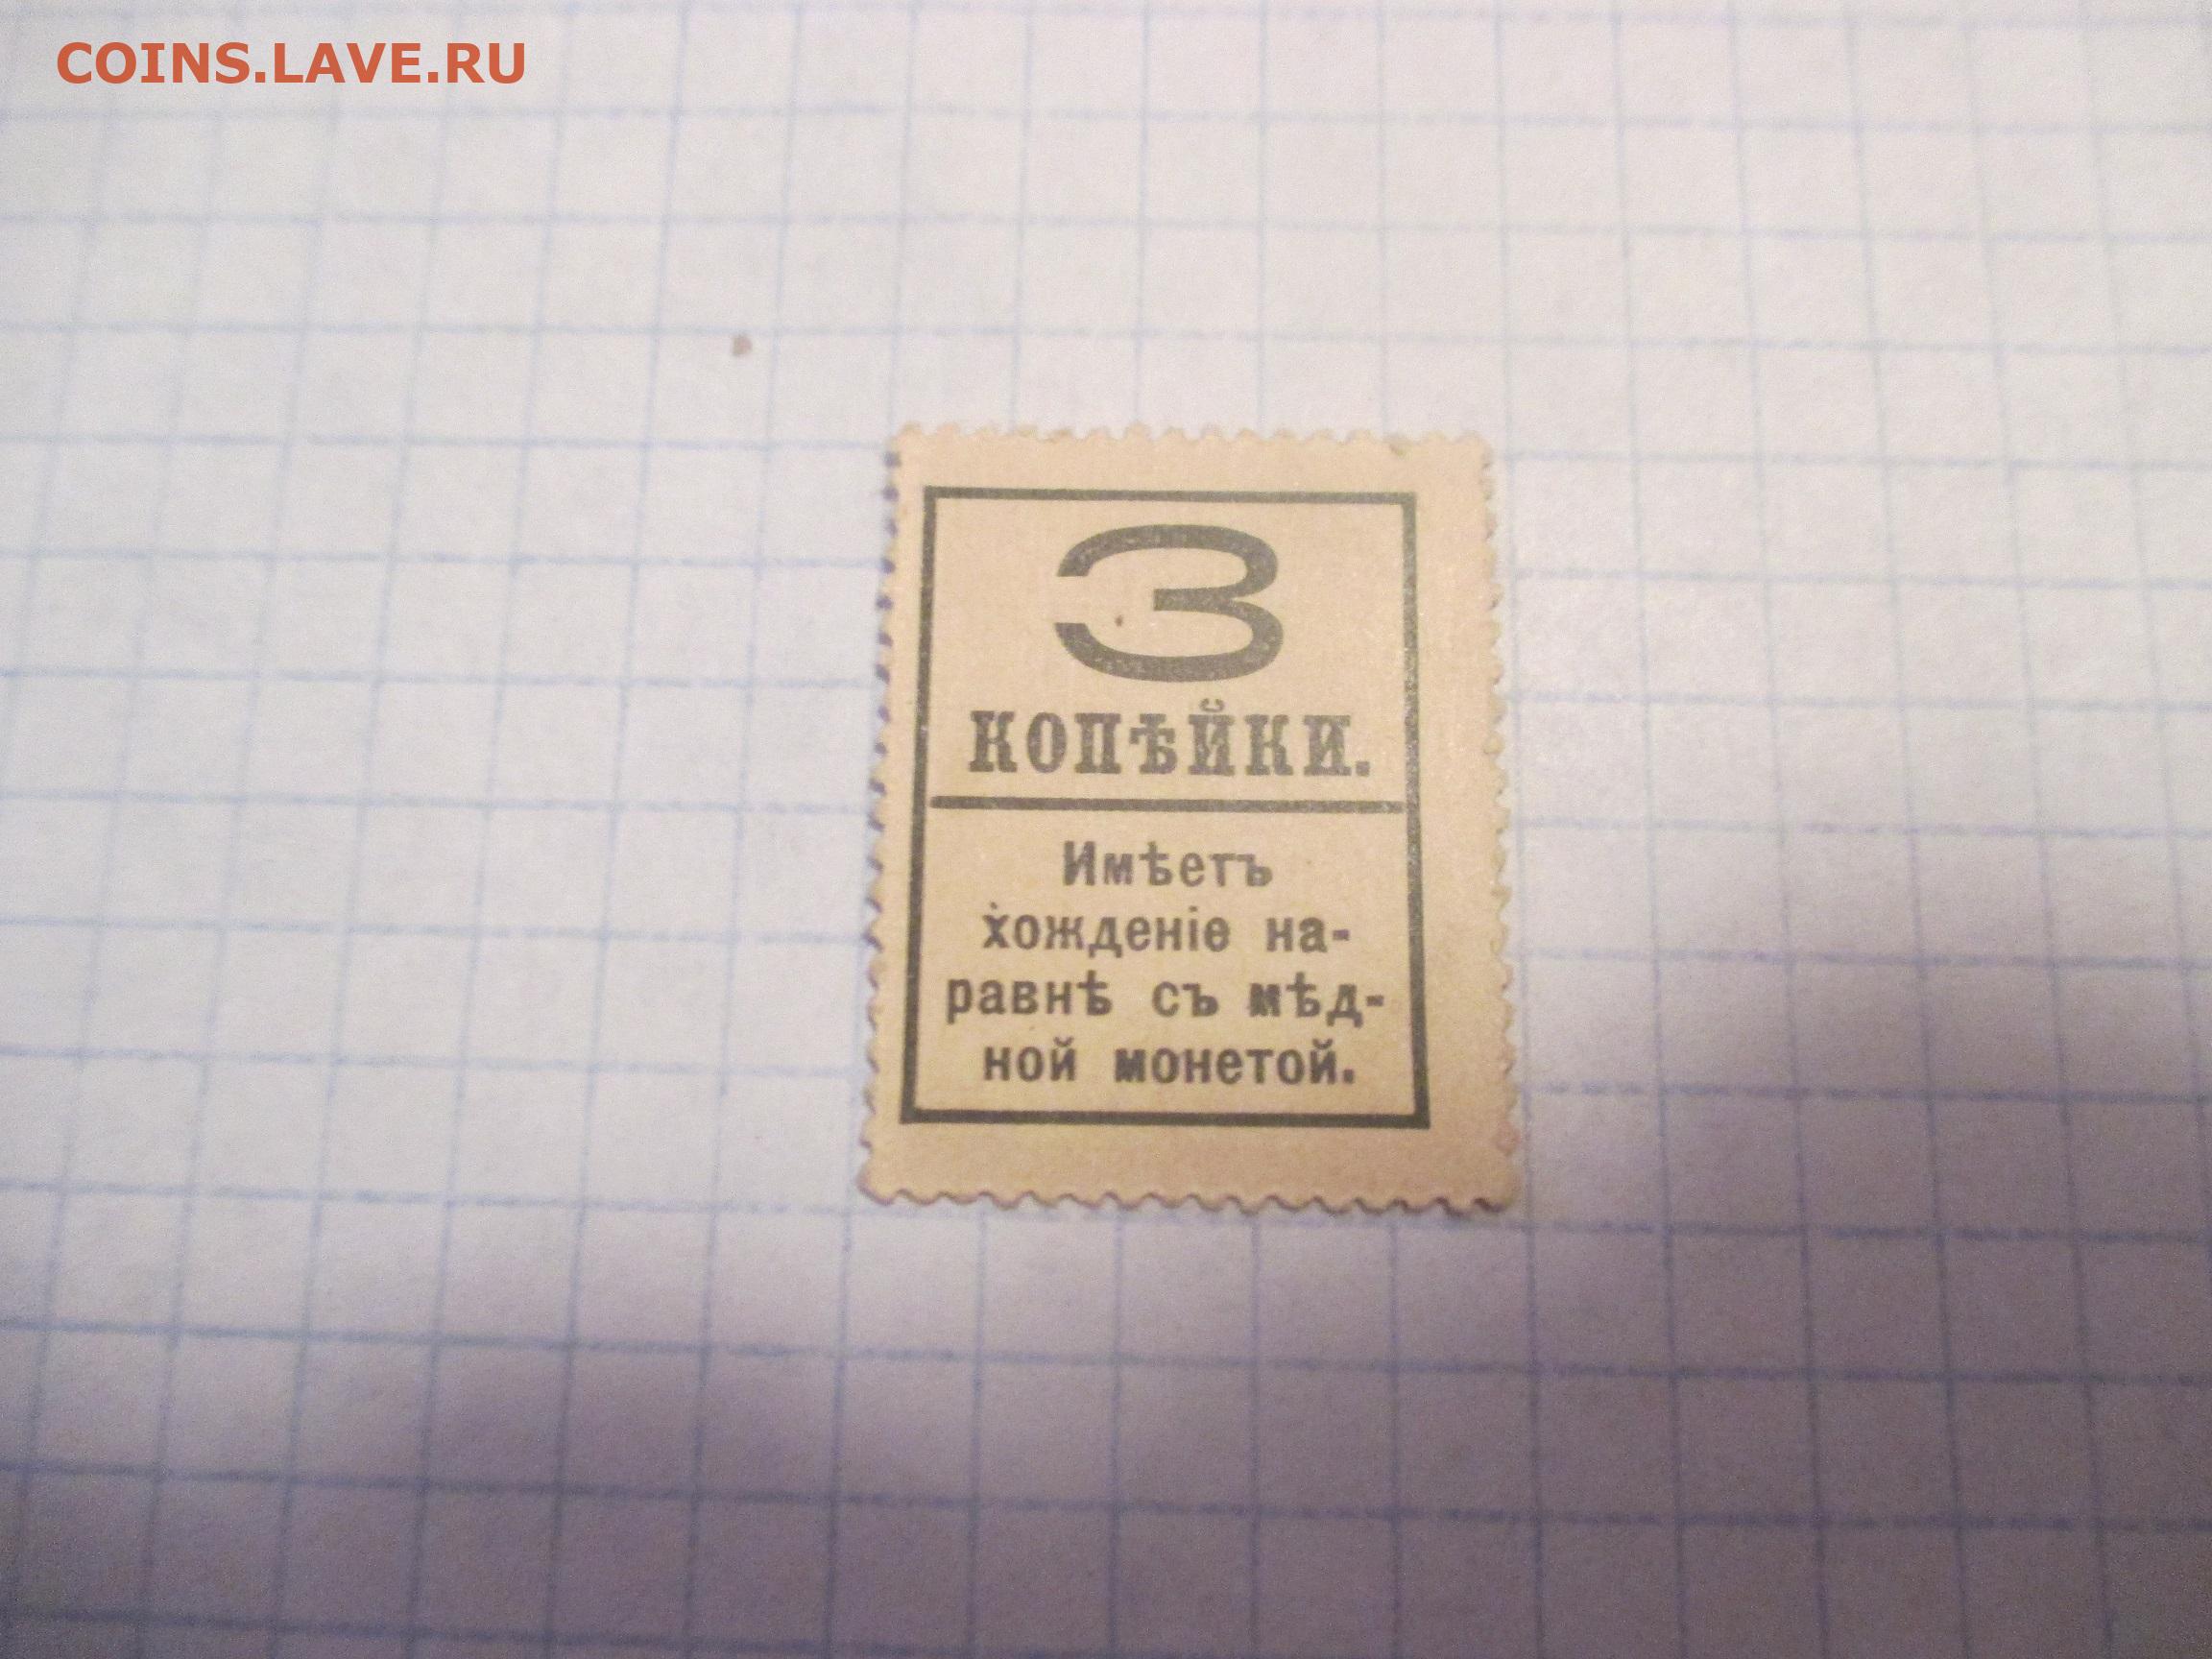 COINS.LAVE.RU
3
КОПѢЙКИ.
Имѣетъ
хожденіе на-
равнѣ съ мѣд-
ной монетой.